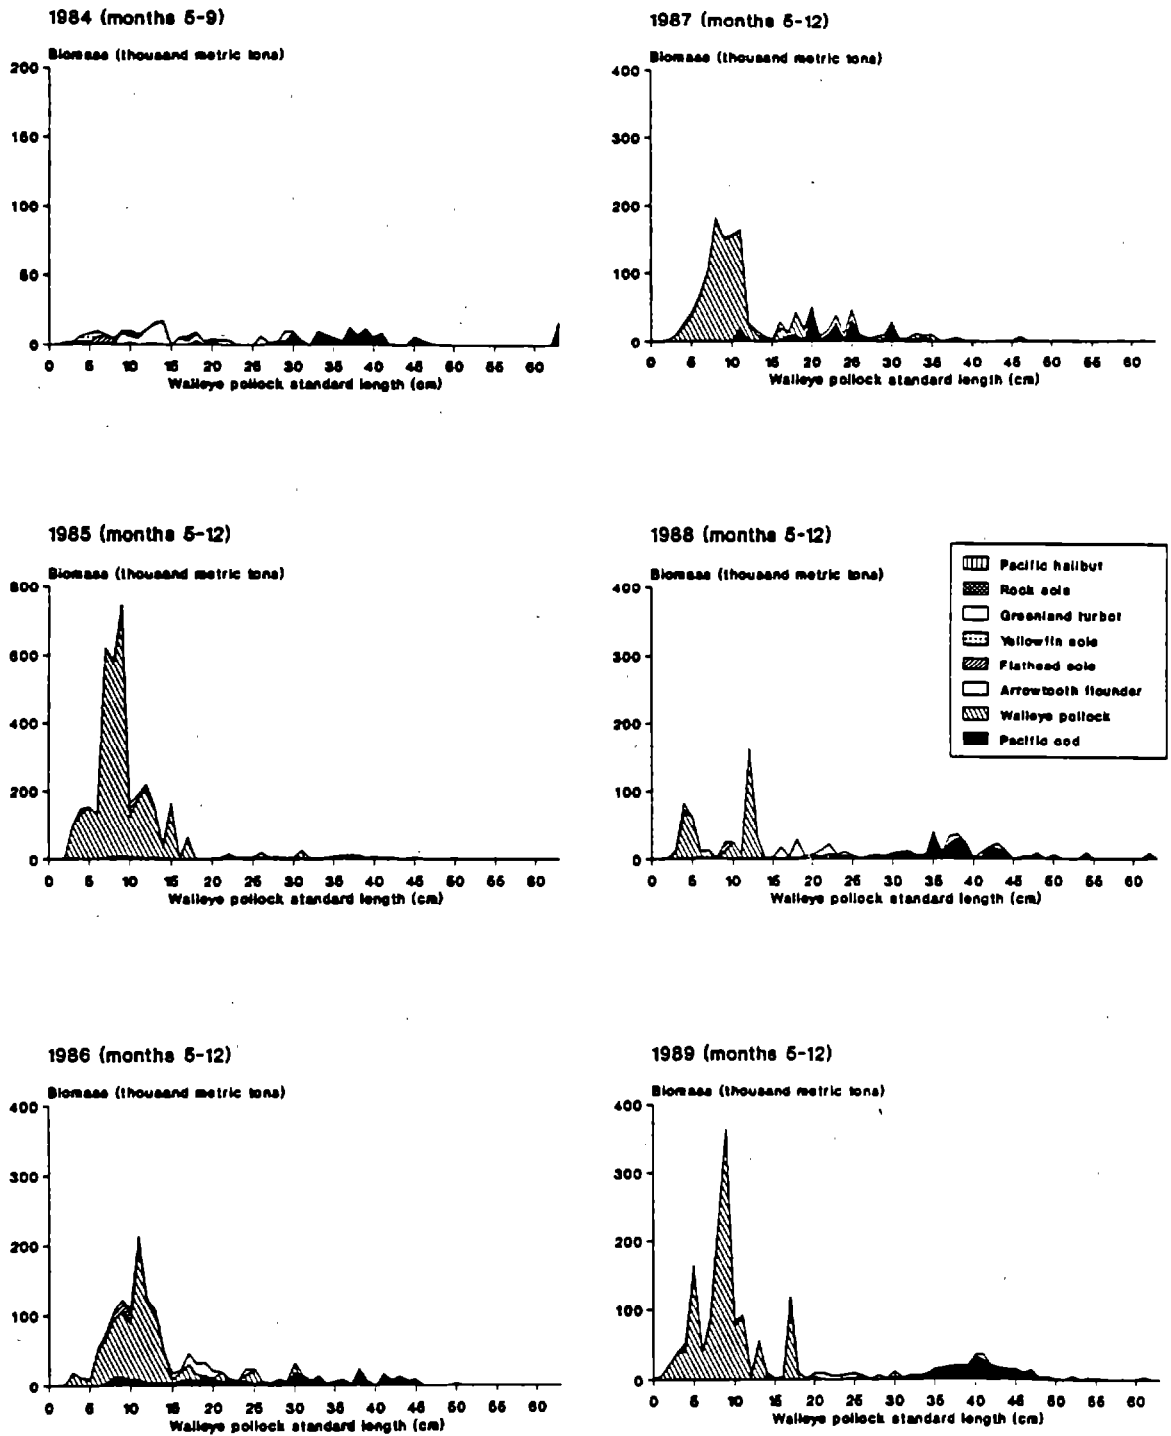 1984 (months 5-9)
Biomass (thousand metric tons)
200
150
100
50
0
0 5 10 15 20 25 30 35 40 45 50 55 60
Walleye pollock standard length (cm)
1987 (months 5-12)
Biomass (thousand metric tons)
400
300
200
100
0
0 5 10 15 20 25 30 35 40 45 50 55 60
Walleye pollock standard length (cm)
1985 (months 5-12)
Biomass (thousand metric tons)
800
600
400
200
0
0 5 10 15 20 25 30 35 40 45 50 55 60
Walleye pollock standard length (cm)
1988 (months 5-12)
Biomass (thousand metric tons)
400
300
200
100
0
0 5 10 15 20 25 30 35 40 45 50 55 60
Walleye pollock standard length (cm)
Pacific halibut
Rock sole
Greenland turbot
Yellowfin sole
Flathead sole
Arrowtooth flounder
Walleye pollock
Pacific cod
1986 (months 5-12)
Biomass (thousand metric tons)
400
300
200
100
0
0 5 10 15 20 25 30 35 40 45 50 55 60
Walleye pollock standard length (cm)
1989 (months 5-12)
Biomass (thousand metric tons)
400
300
200
100
0
0 5 10 15 20 25 30 35 40 45 50 55 60
Walleye pollock standard length (cm)